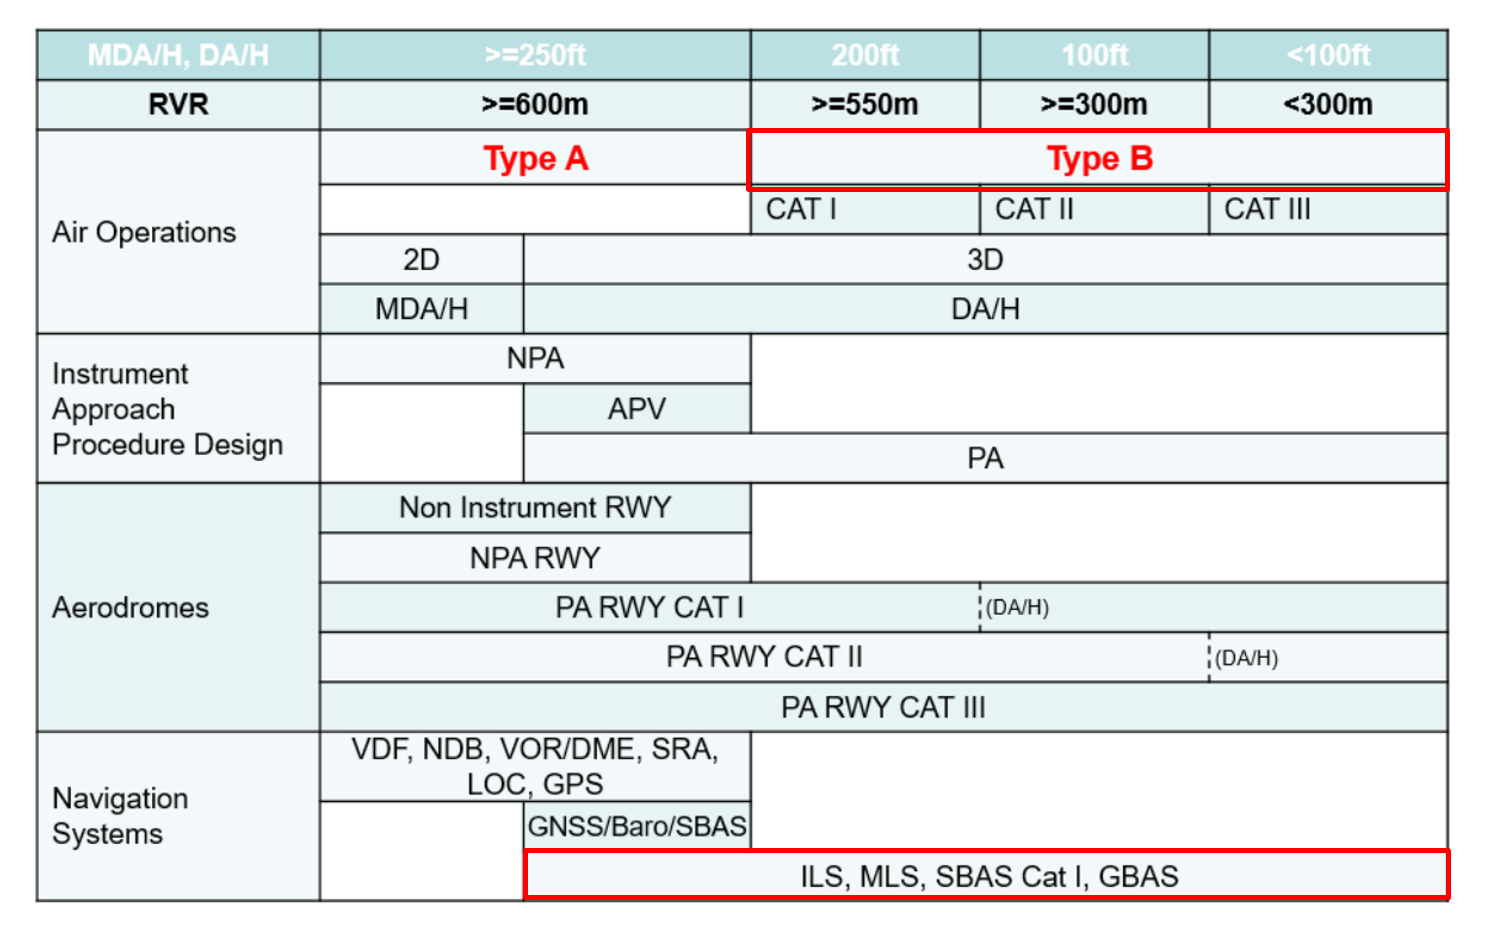 MDA/H, DA/H >=250ft 200ft 100ft <100ft
RVR >=600m >=550m >=300m <300m
Air Operations
Type A Type B
CAT I CAT II CAT III
2D 3D
MDA/H DA/H
Instrument
Approach
Procedure Design
NPA
APV
PA
Aerodromes
Non Instrument RWY
NPA RWY
PA RWY CAT I (DA/H)
PA RWY CAT II (DA/H)
PA RWY CAT III
Navigation
Systems
VDF, NDB, VOR/DME, SRA,
LOC, GPS
GNSS/Baro/SBAS
ILS, MLS, SBAS Cat I, GBAS